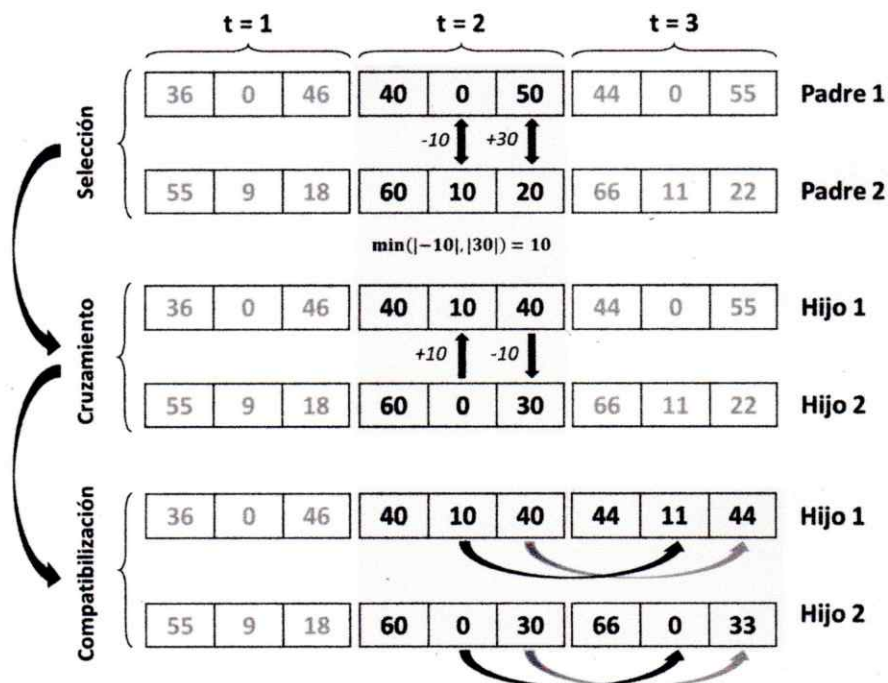 t = 1 t = 2 t = 3
Selección
36 0 46 40 0 50 44 0 55 Padre 1
-10 +30
55 9 18 60 10 20 66 11 22 Padre 2
min(|−10|, |30|) = 10
Cruzamiento
36 0 46 40 10 40 44 0 55 Hijo 1
+10 -10
55 9 18 60 0 30 66 11 22 Hijo 2
Compatibilización
36 0 46 40 10 40 44 11 44 Hijo 1
55 9 18 60 0 30 66 0 33 Hijo 2